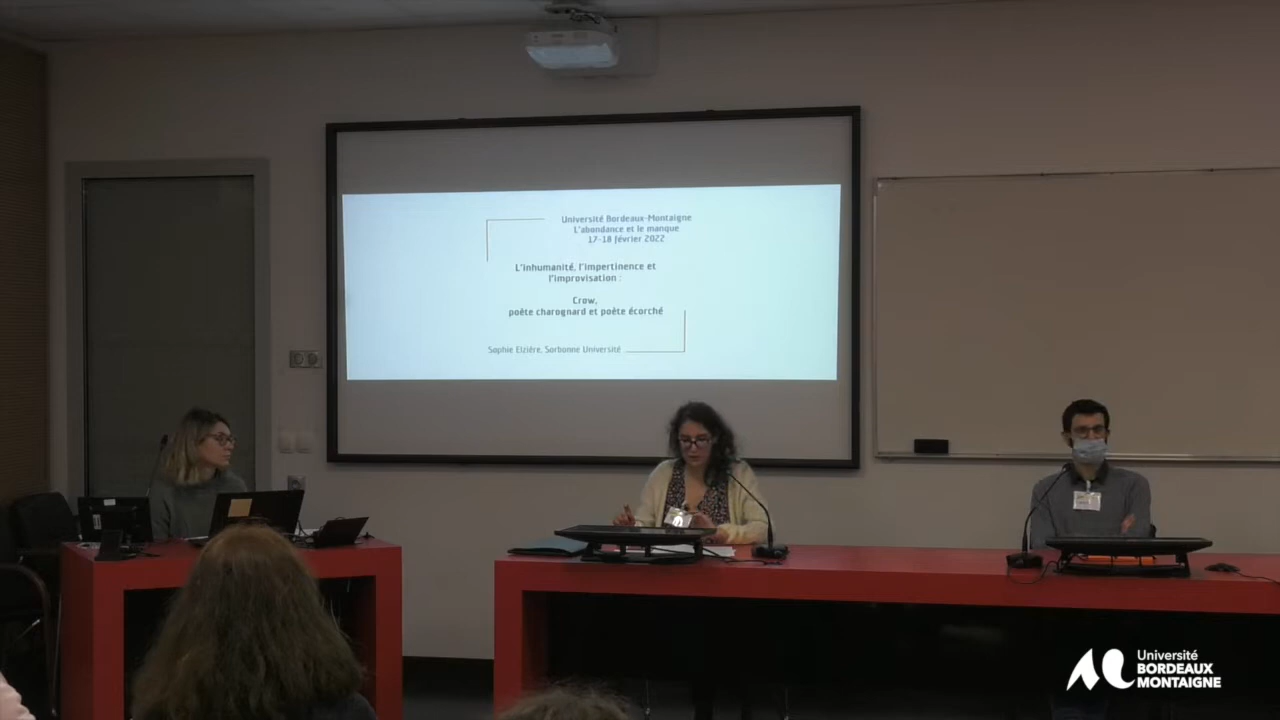 Université Bordeaux-Montaigne
L'abondance et le manque
17-18 février 2022
L'inhumanité, l'impertinence et
l'improvisation :
Crow,
poète charognard et poète écorché
Sophie Elzière, Sorbonne Université
Université
BORDEAUX
MONTAIGNE